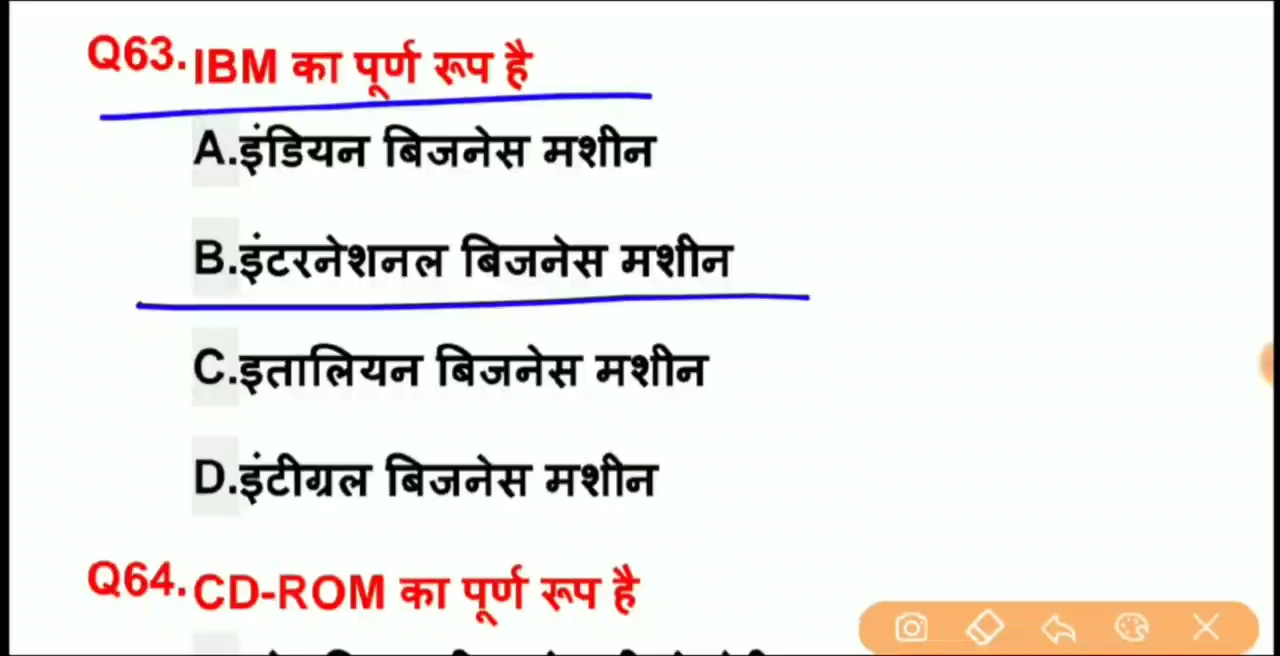 Q63. IBM का पूर्ण रूप है
A.इंडियन बिजनेस मशीन
B.इंटरनेशनल बिजनेस मशीन
C.इतालियन बिजनेस मशीन
D.इंटीग्रल बिजनेस मशीन
Q64. CD-ROM का पूर्ण रूप है